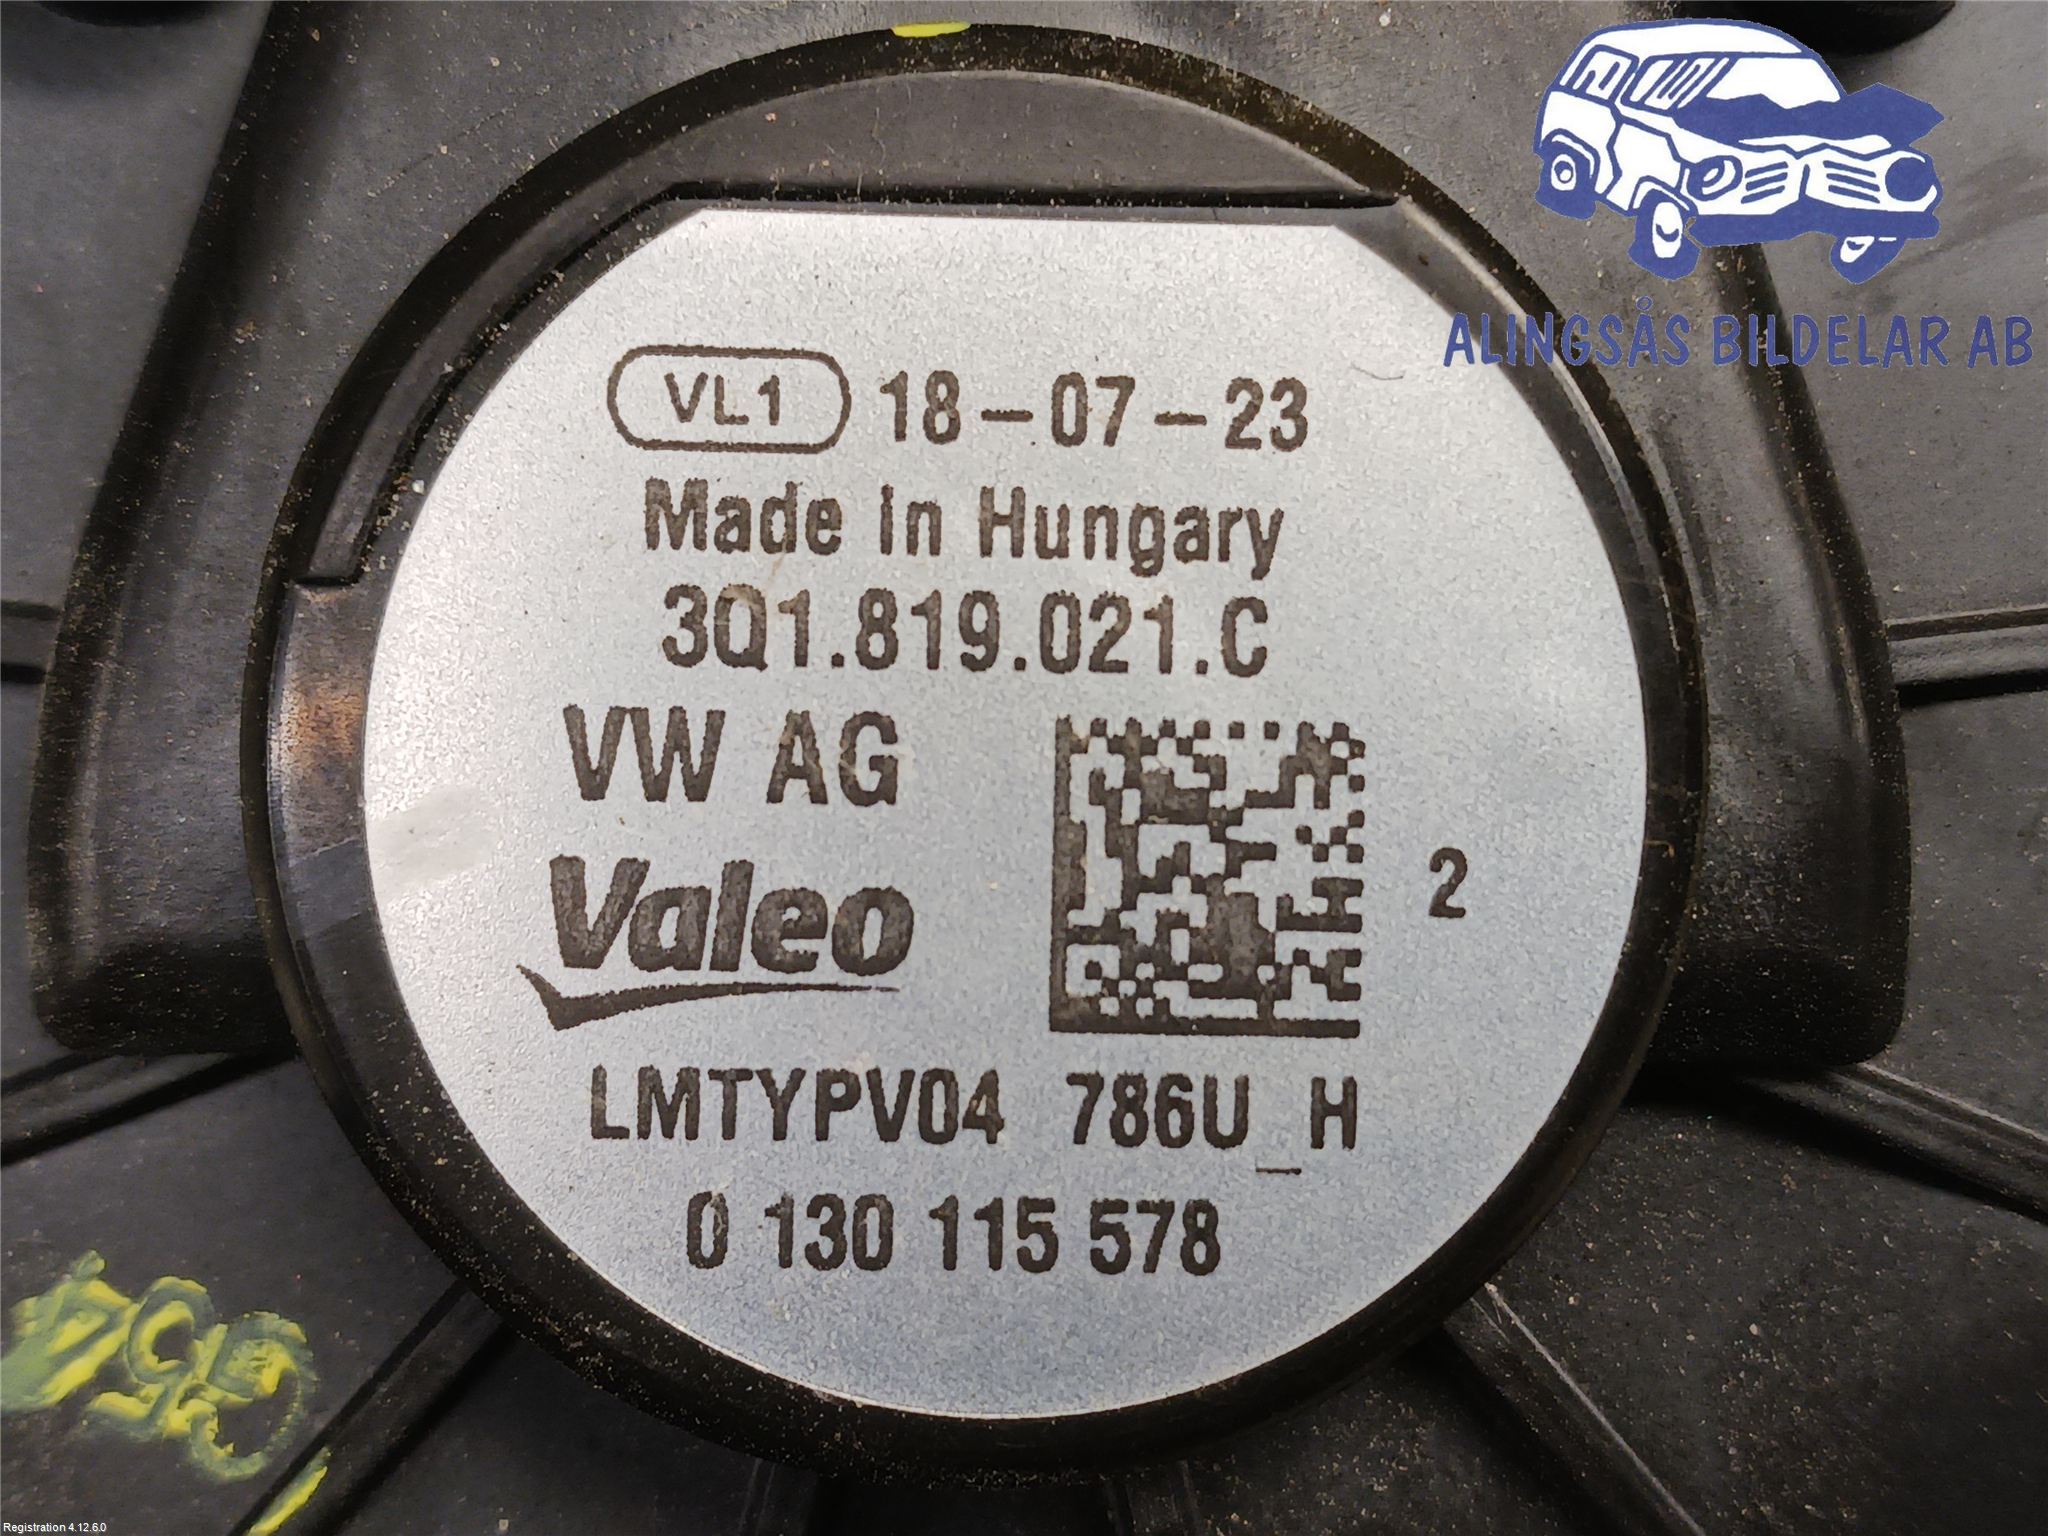 ALINGSÅS BILDELAR AB
VL1 18-07-23
Made in Hungary
3Q1.819.021.C
VW AG
Valeo
2
LMTYPV04 786U_H
0 130 115 578
Registration 4.12.6.0